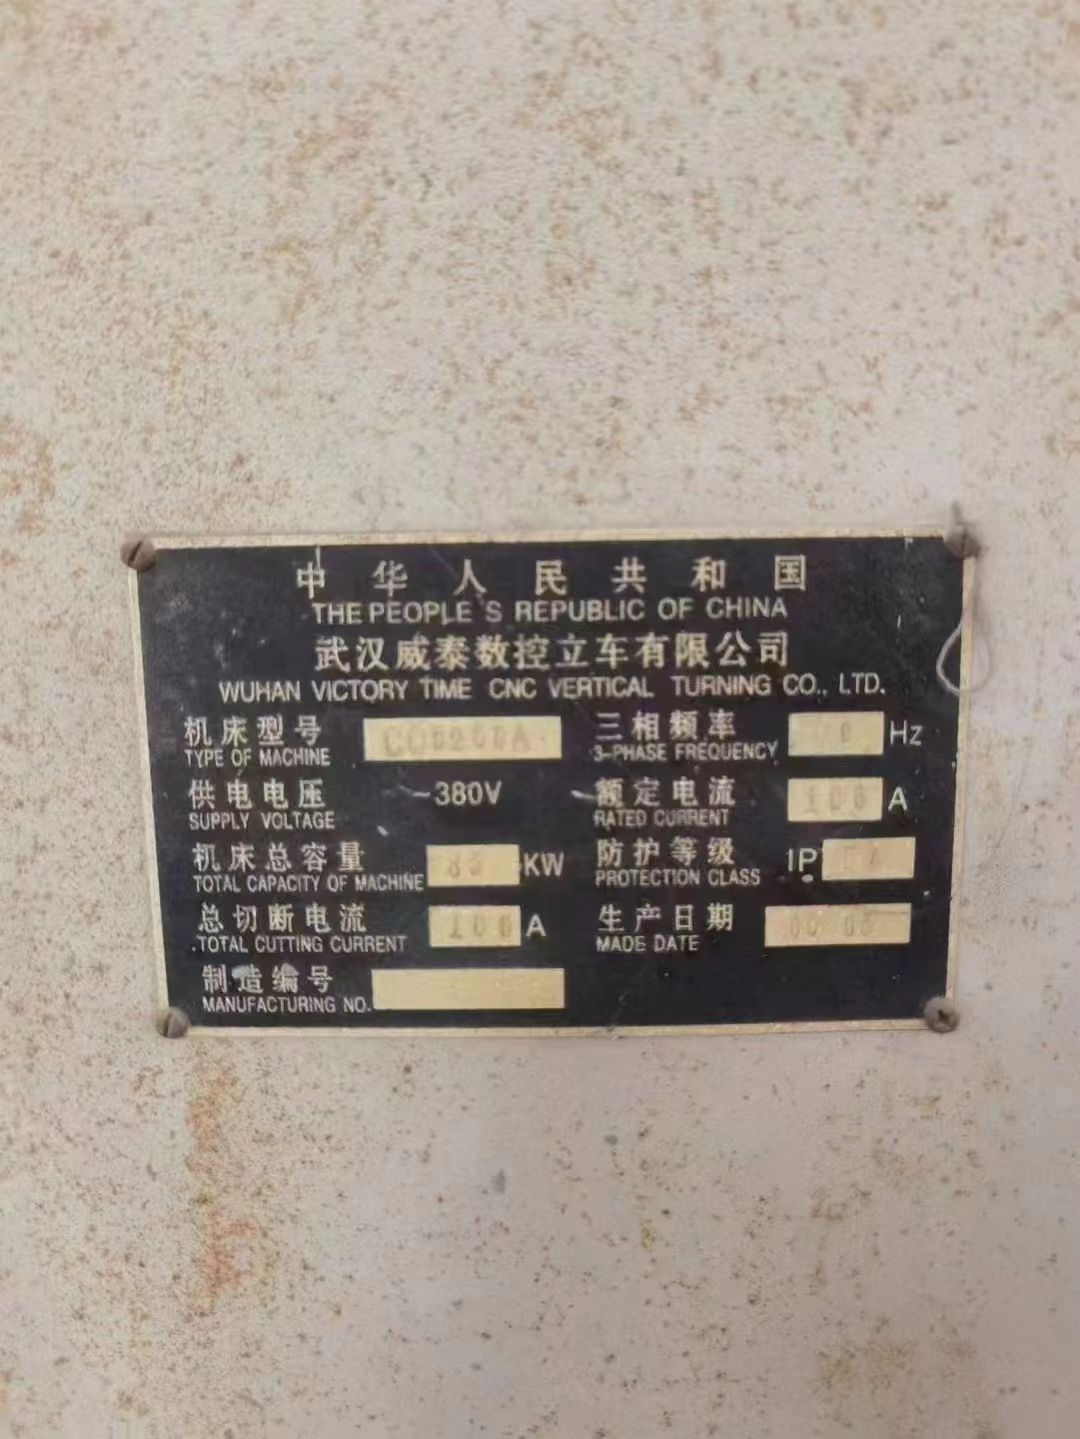 中华人民共和国
THE PEOPLE'S REPUBLIC OF CHINA
武汉威泰数控立车有限公司
WUHAN VICTORY TIME CNC VERTICAL TURNING CO., LTD.
机床型号
TYPE OF MACHINE
三相频率 Hz
3-PHASE FREQUENCY
供电电压 ~380V
SUPPLY VOLTAGE
额定电流 100 A
RATED CURRENT
机床总容量 KW
TOTAL CAPACITY OF MACHINE
防护等级 IP 54
PROTECTION CLASS
总切断电流 100 A
TOTAL CUTTING CURRENT
生产日期
MADE DATE
制造编号
MANUFACTURING NO.